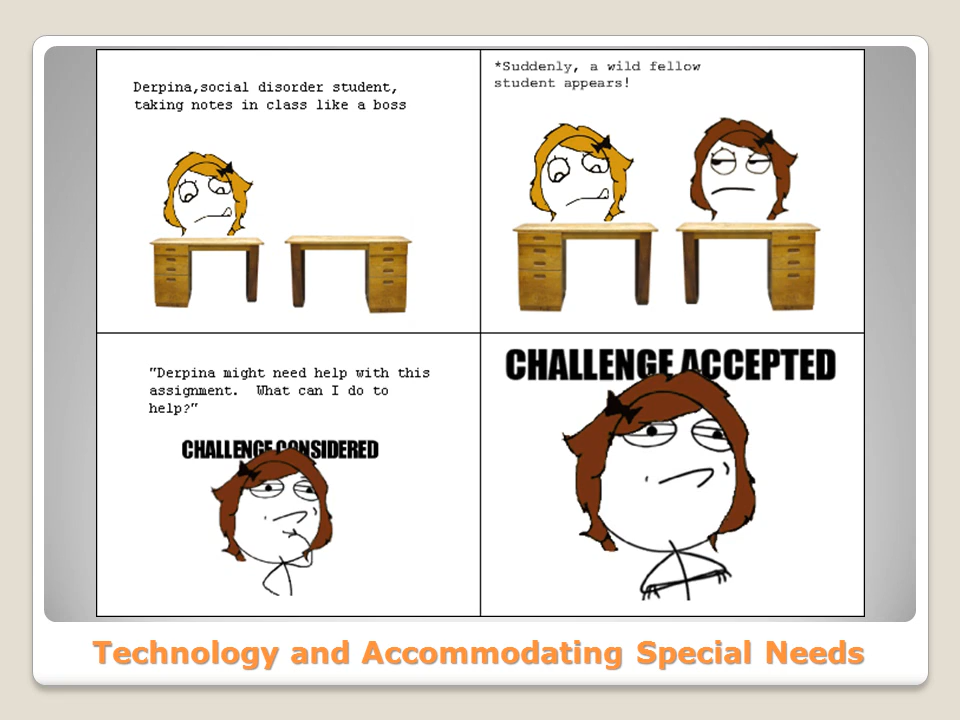 Derpina,social disorder student,
taking notes in class like a boss
*Suddenly, a wild fellow
student appears!
"Derpina might need help with this
assignment.  What can I do to
help?"
CHALLENGE CONSIDERED
CHALLENGE ACCEPTED
Technology and Accommodating Special Needs